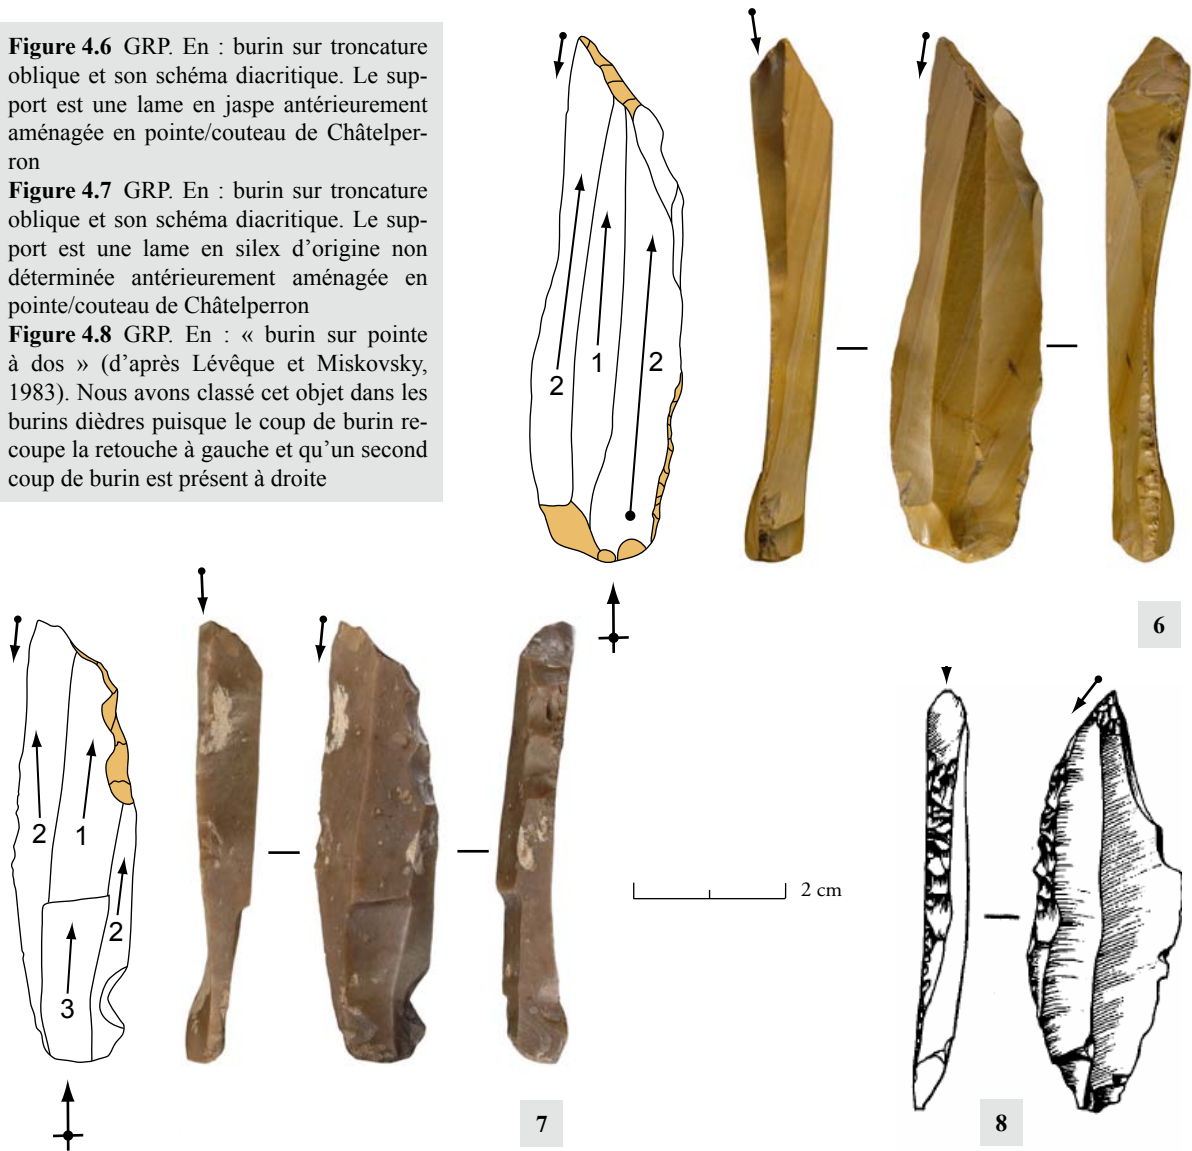 Figure 4.6 GRP. En : burin sur troncature
oblique et son schéma diacritique. Le sup-
port est une lame en jaspe antérieurement
aménagée en pointe/couteau de Châtelper-
ron
Figure 4.7 GRP. En : burin sur troncature
oblique et son schéma diacritique. Le sup-
port est une lame en silex d'origine non
déterminée antérieurement aménagée en
pointe/couteau de Châtelperron
Figure 4.8 GRP. En : « burin sur pointe
à dos » (d'après Lévêque et Miskovsky,
1983). Nous avons classé cet objet dans les
burins dièdres puisque le coup de burin re-
coupe la retouche à gauche et qu'un second
coup de burin est présent à droite
2
1
2
6
2
1
2
3
7
2 cm
8